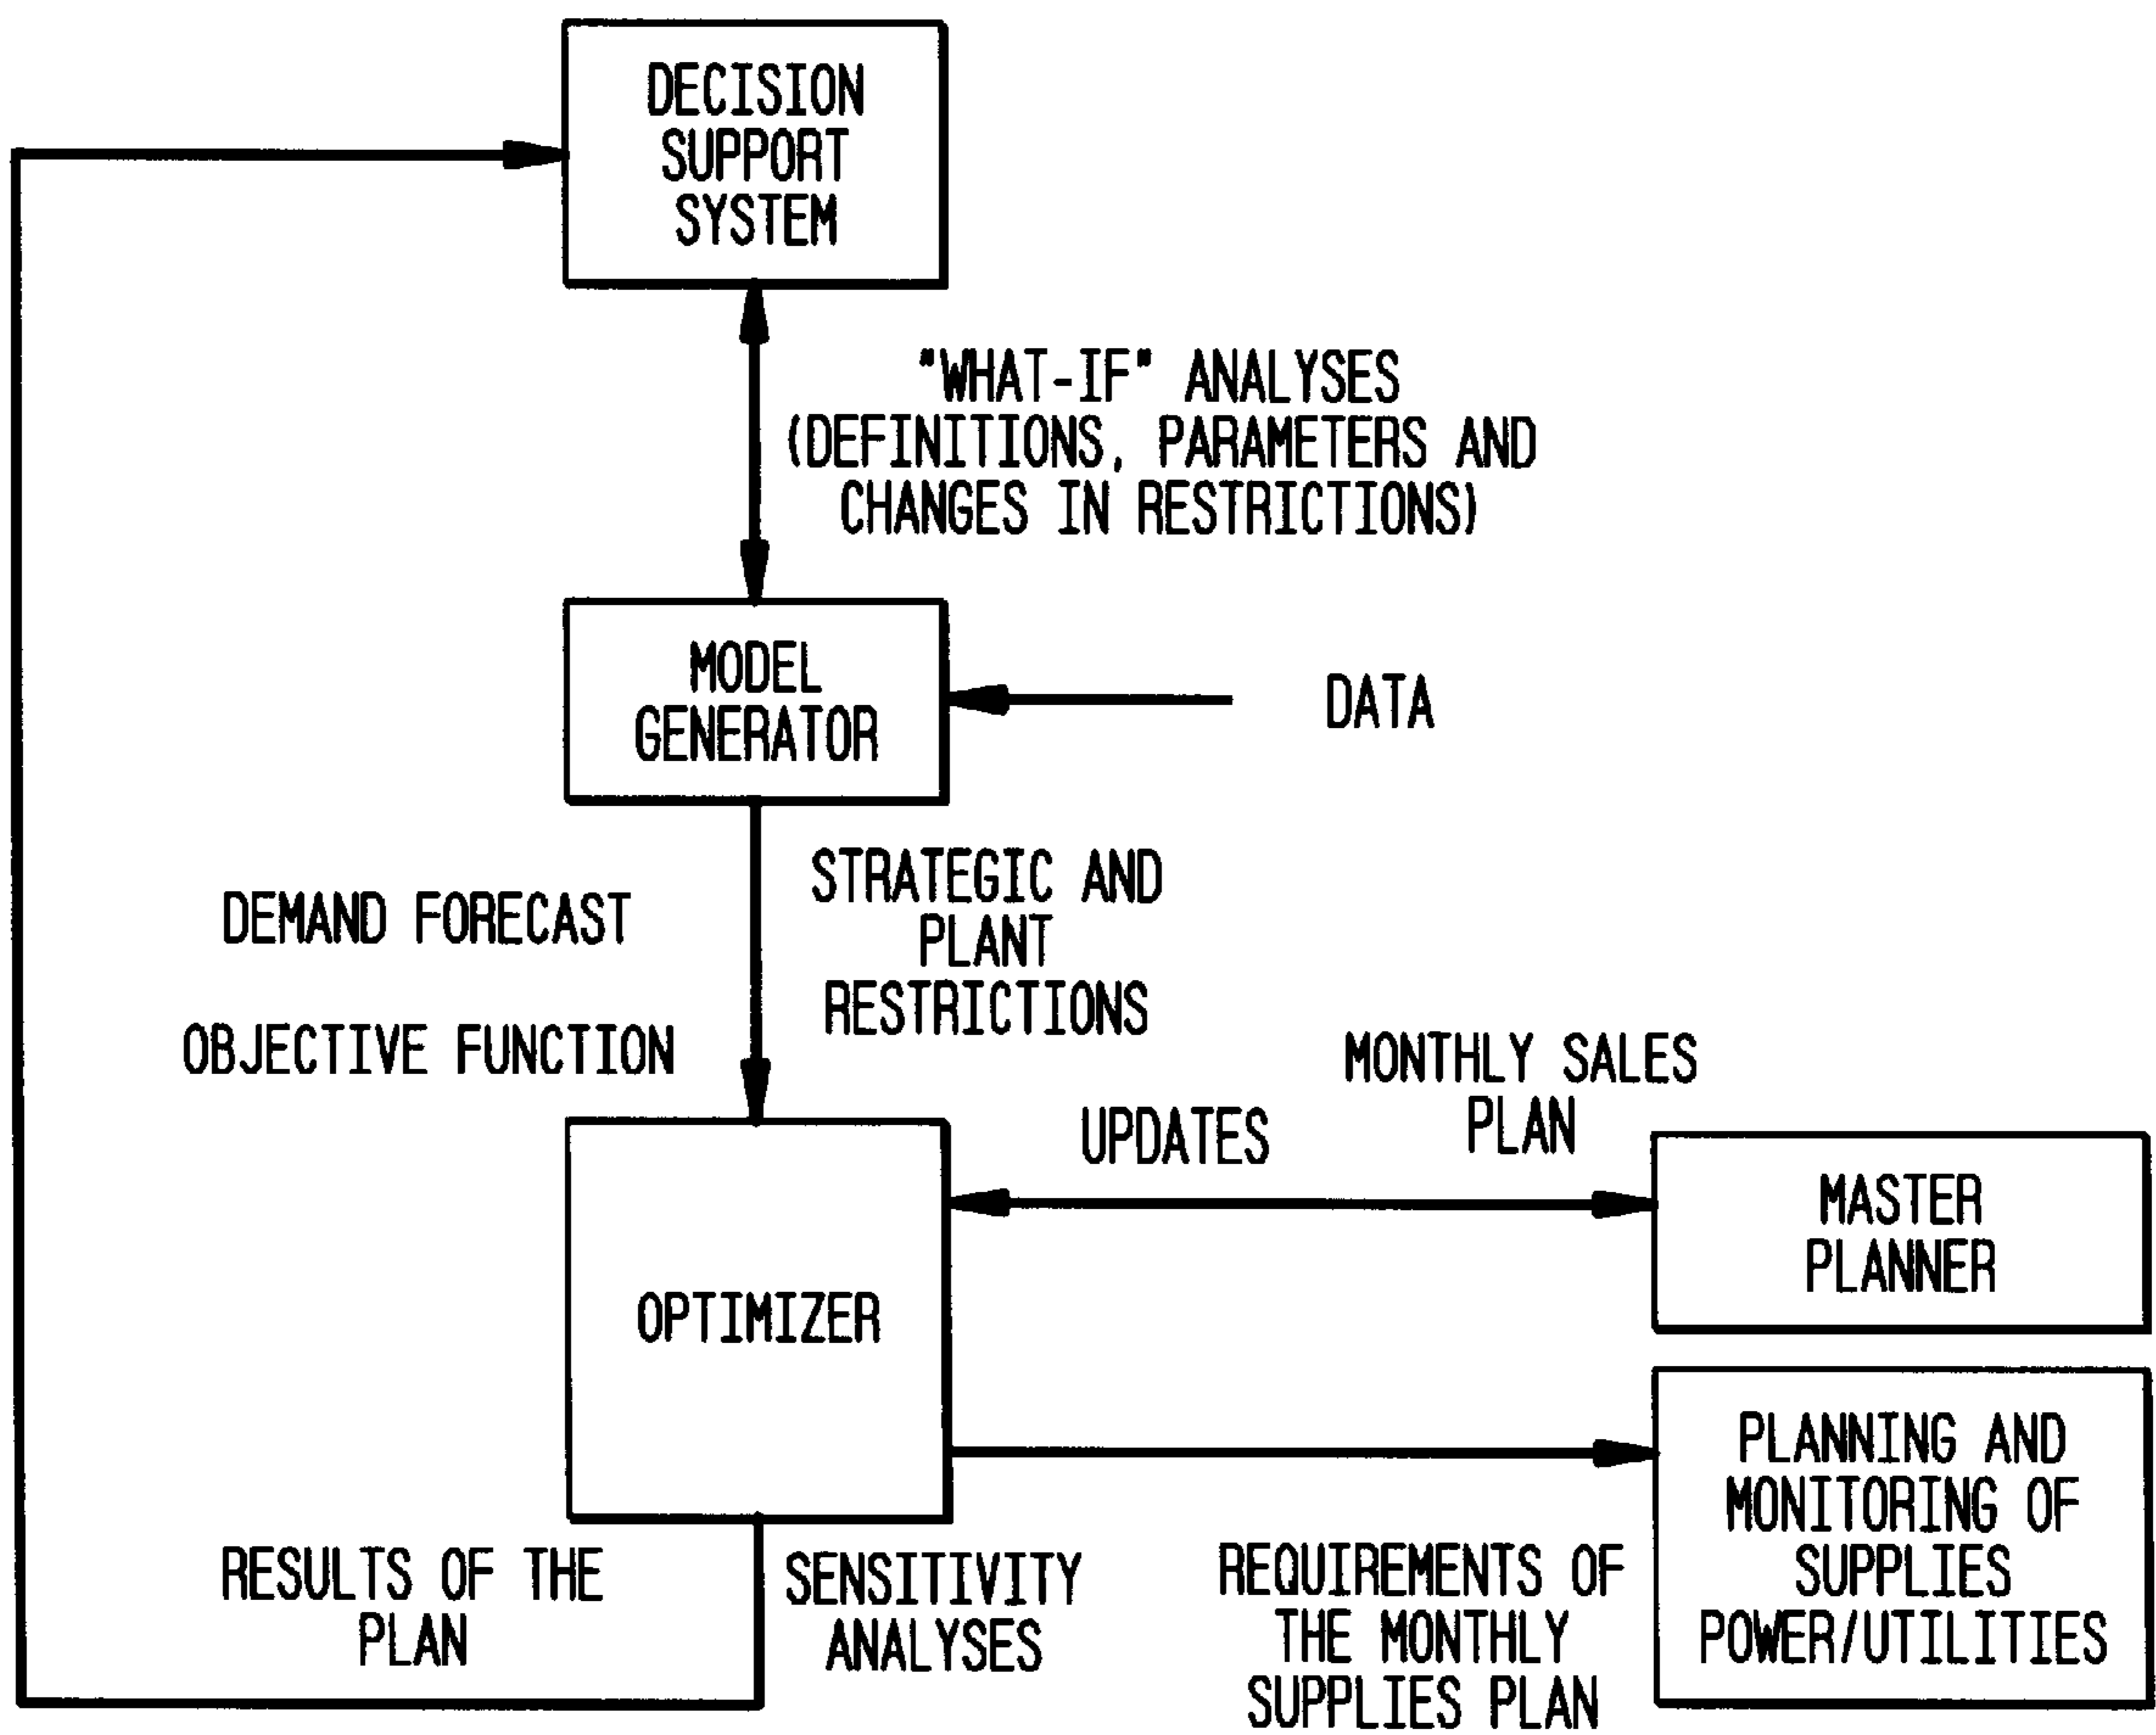 DECISION
SUPPORT
SYSTEM
"WHAT-IF" ANALYSES
(DEFINITIONS, PARAMETERS AND
CHANGES IN RESTRICTIONS)
MODEL
GENERATOR
DATA
DEMAND FORECAST
OBJECTIVE FUNCTION
STRATEGIC AND
PLANT
RESTRICTIONS
UPDATES
MONTHLY SALES
PLAN
MASTER
PLANNER
OPTIMIZER
PLANNING AND
MONITORING OF
SUPPLIES
POWER/UTILITIES
RESULTS OF THE
PLAN
SENSITIVITY
ANALYSES
REQUIREMENTS OF
THE MONTHLY
SUPPLIES PLAN